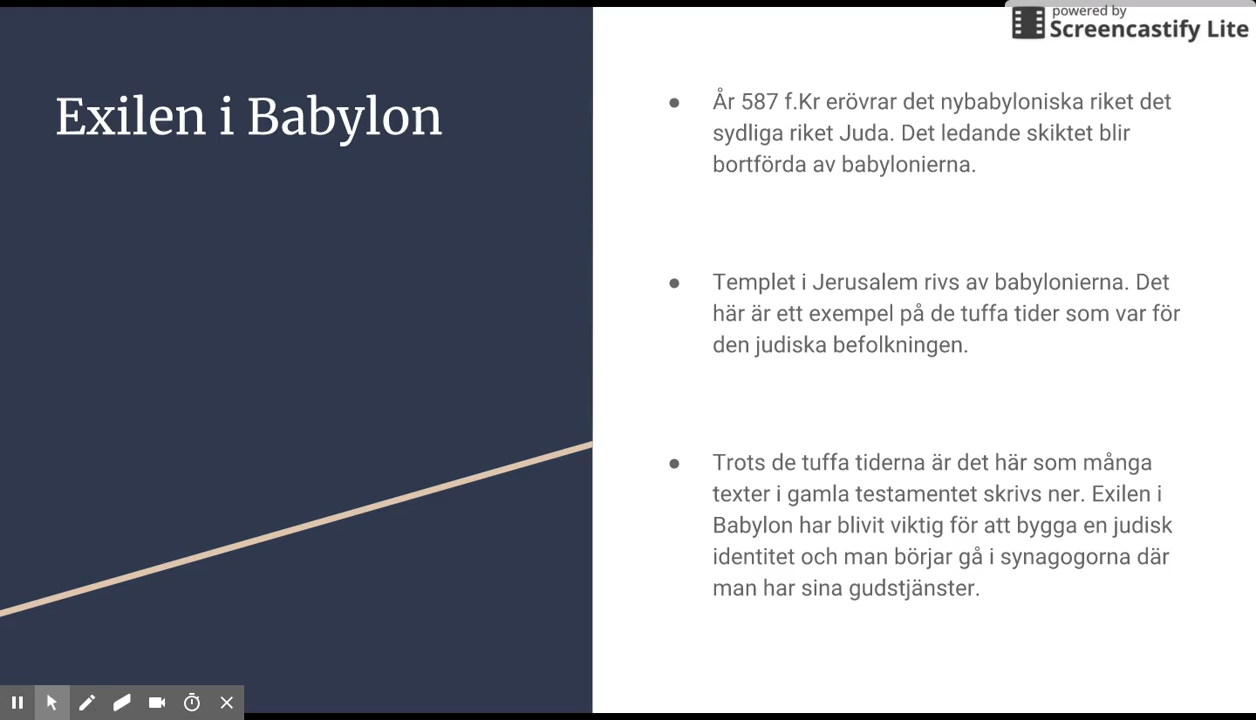 powered by
Screencastify Lite
Exilen i Babylon
● År 587 f.Kr erövrar det nybabyloniska riket det
sydliga riket Juda. Det ledande skiktet blir
bortförda av babylonierna.
● Templet i Jerusalem rivs av babylonierna. Det
här är ett exempel på de tuffa tider som var för
den judiska befolkningen.
● Trots de tuffa tiderna är det här som många
texter i gamla testamentet skrivs ner. Exilen i
Babylon har blivit viktig för att bygga en judisk
identitet och man börjar gå i synagogorna där
man har sina gudstjänster.